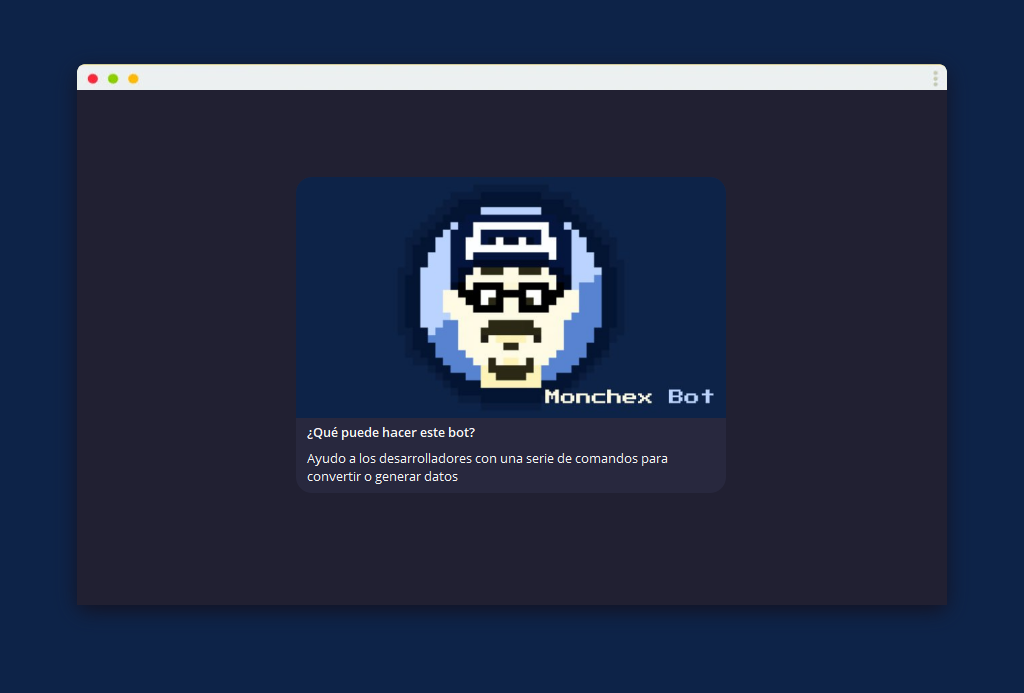 Monchex Bot
¿Qué puede hacer este bot?
Ayudo a los desarrolladores con una serie de comandos para
convertir o generar datos